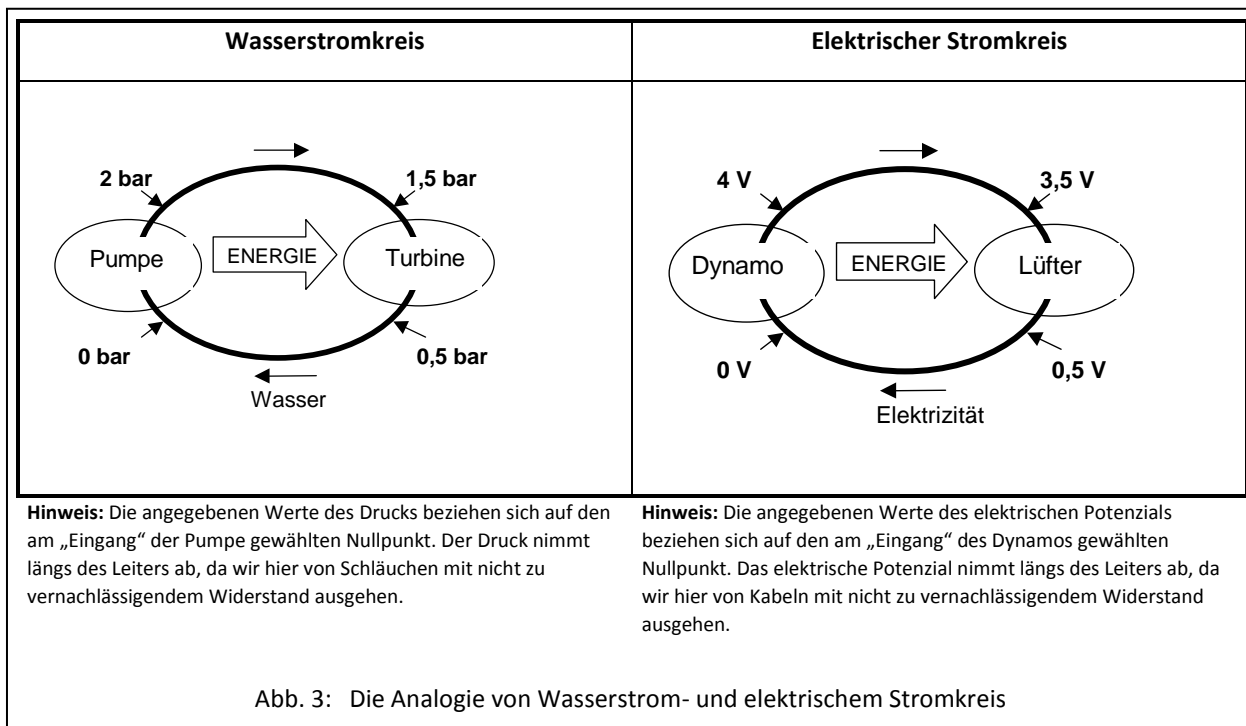 Wasserstromkreis
Elektrischer Stromkreis
2 bar
1,5 bar
Pumpe
ENERGIE
Turbine
0 bar
0,5 bar
Wasser
4 V
3,5 V
Dynamo
ENERGIE
Lüfter
0 V
0,5 V
Elektrizität
Hinweis: Die angegebenen Werte des Drucks beziehen sich auf den
am „Eingang“ der Pumpe gewählten Nullpunkt. Der Druck nimmt
längs des Leiters ab, da wir hier von Schläuchen mit nicht zu
vernachlässigendem Widerstand ausgehen.
Hinweis: Die angegebenen Werte des elektrischen Potenzials
beziehen sich auf den am „Eingang“ des Dynamos gewählten
Nullpunkt. Das elektrische Potenzial nimmt längs des Leiters ab, da
wir hier von Kabeln mit nicht zu vernachlässigendem Widerstand
ausgehen.
Abb. 3: Die Analogie von Wasserstrom- und elektrischem Stromkreis